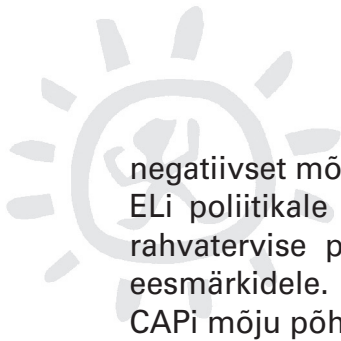 negatiivset mõ
ELi poliitikale
rahvatervise p
eesmärkidele.
CAPi mõju põh